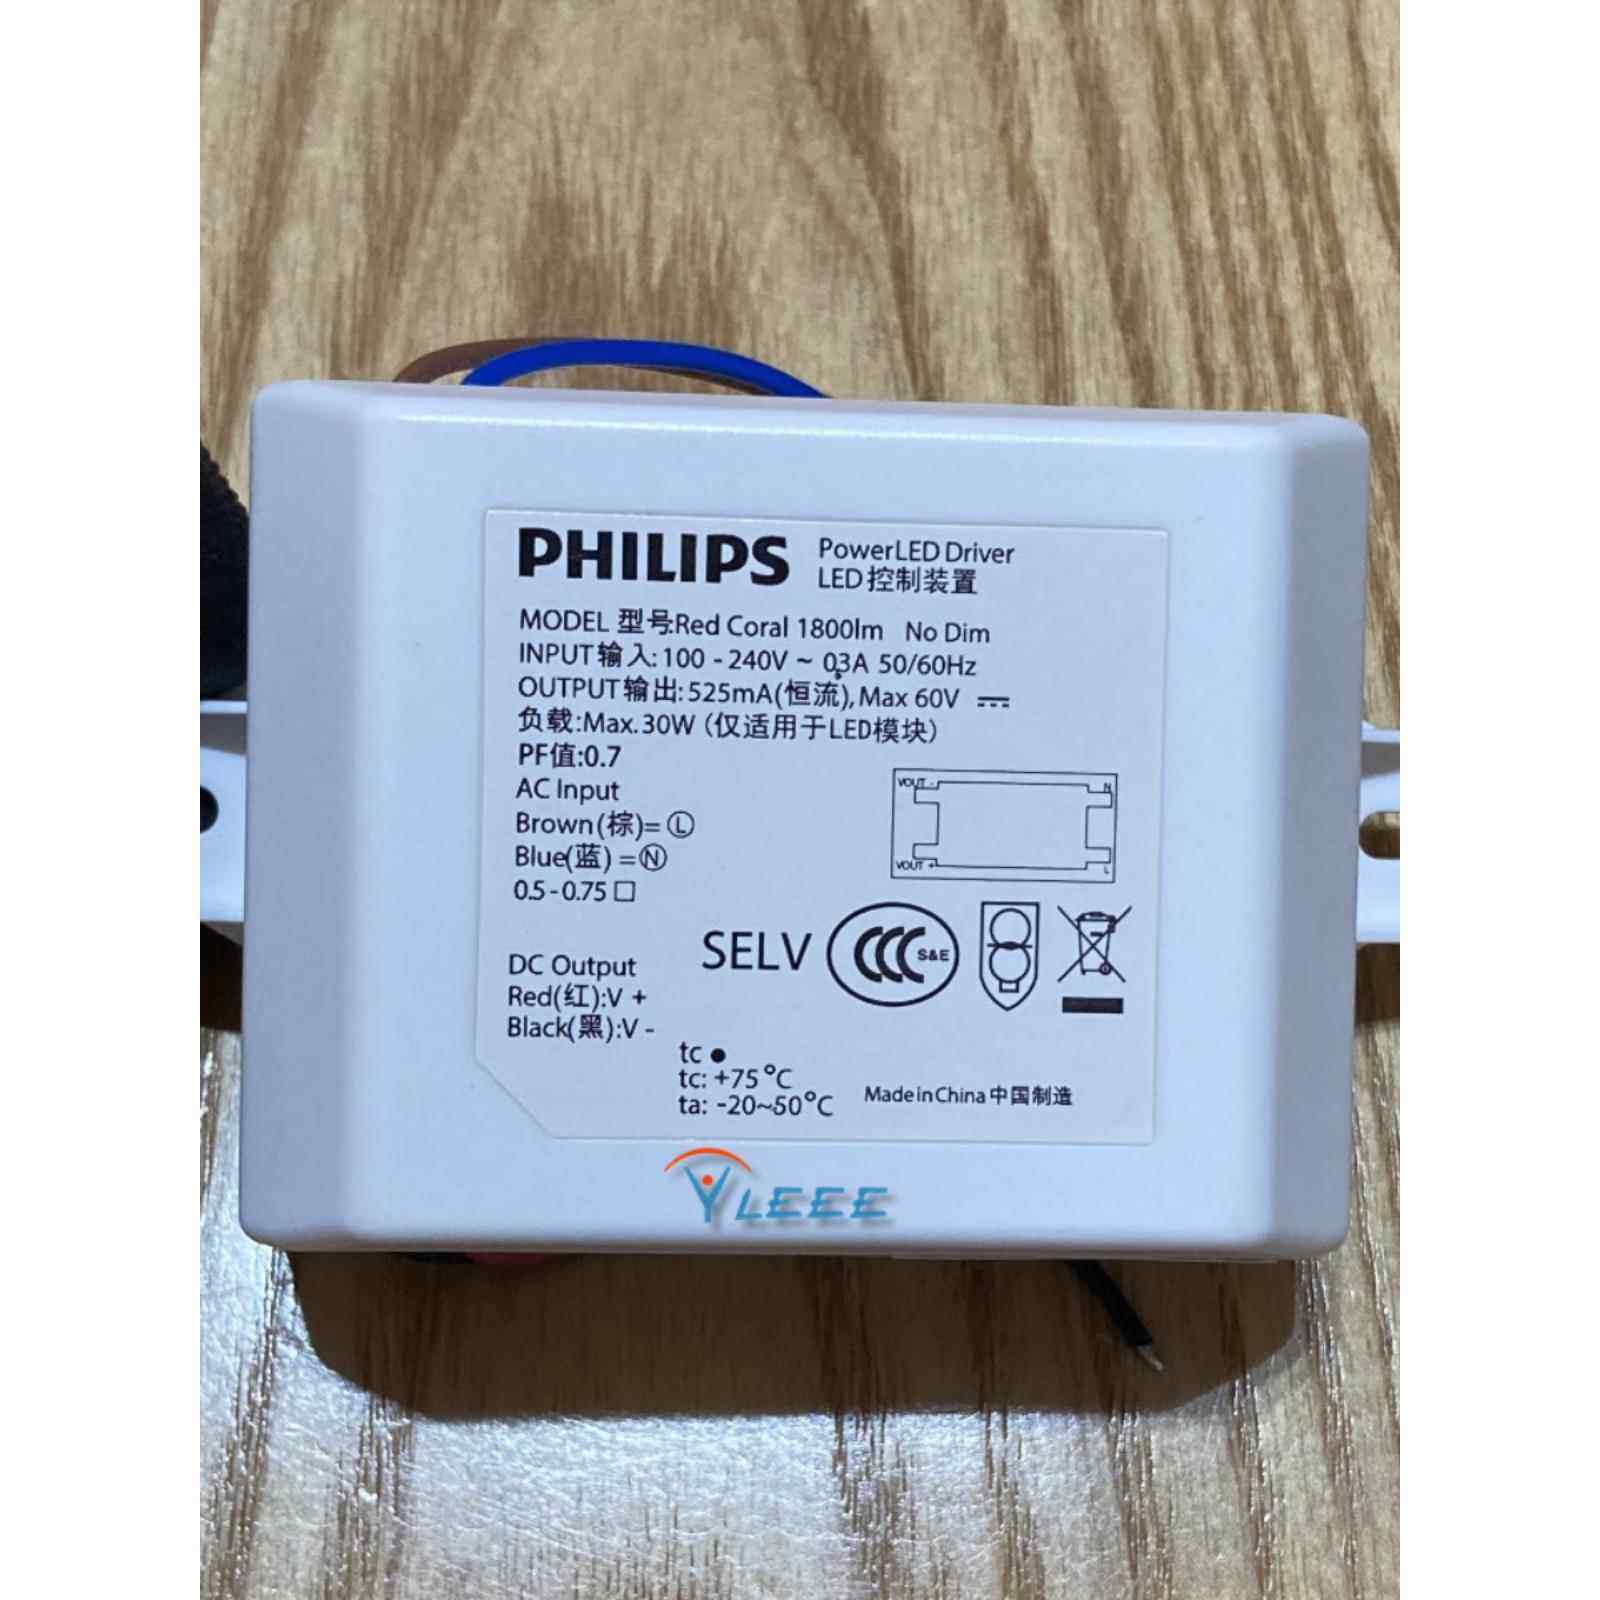 PHILIPS PowerLED Driver
LED控制装置
MODEL 型号:Red Coral 1800lm No Dim
INPUT输入:100 - 240V ~ 0.3A 50/60Hz
OUTPUT输出:525mA(恒流),Max 60V
负载:Max.30W (仅适用于LED模块)
PF值:0.7
AC Input
Brown(棕)= L
Blue(蓝) = N
0.5 - 0.75 □
VOUT - N
VOUT + L
SELV CCC S&E
DC Output
Red(红):V +
Black(黑):V -
tc ●
tc: +75°C
ta: -20~50°C
Made in China 中国制造
YLEEE